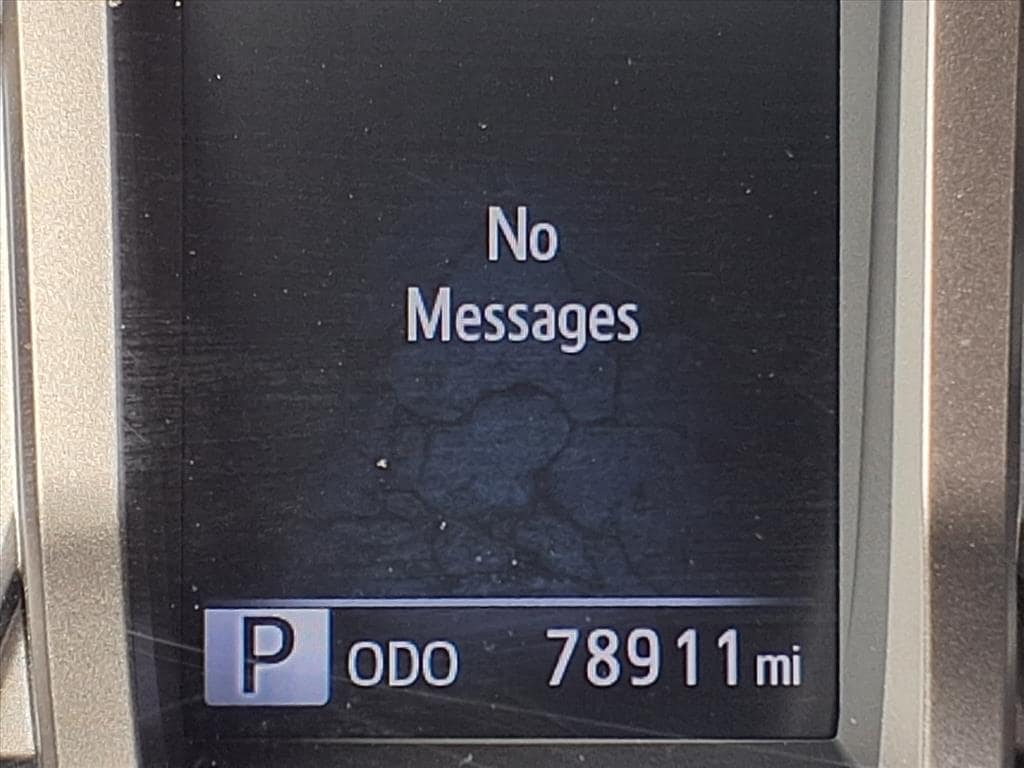 No
Messages
P ODO 78911 mi